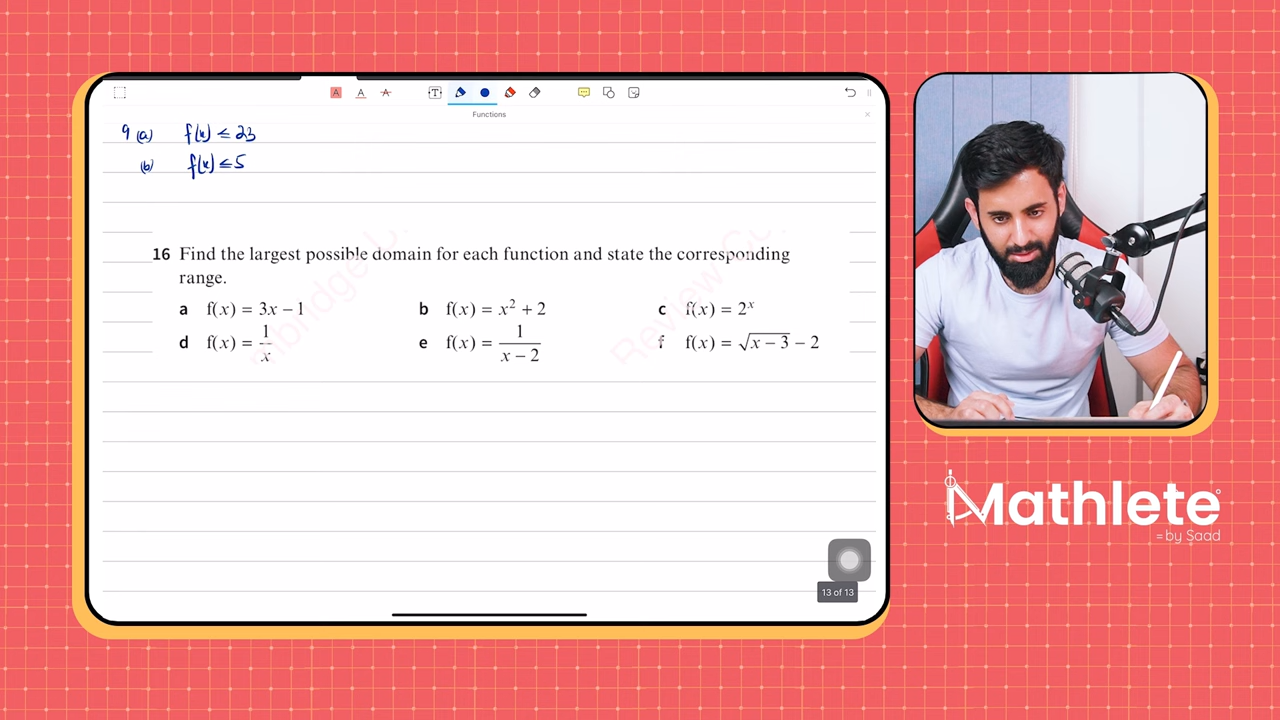 A A A T
Functions
9 (a) f(x) ≤ 23
(b) f(x) ≤ 5
16 Find the largest possible domain for each function and state the corresponding
range.
a f(x) = 3x − 1 b f(x) = x² + 2 c f(x) = 2ˣ
d f(x) = 1/x e f(x) = 1/(x − 2) f f(x) = √(x − 3) − 2
Review
13 of 13
Mathlete
= by Saad